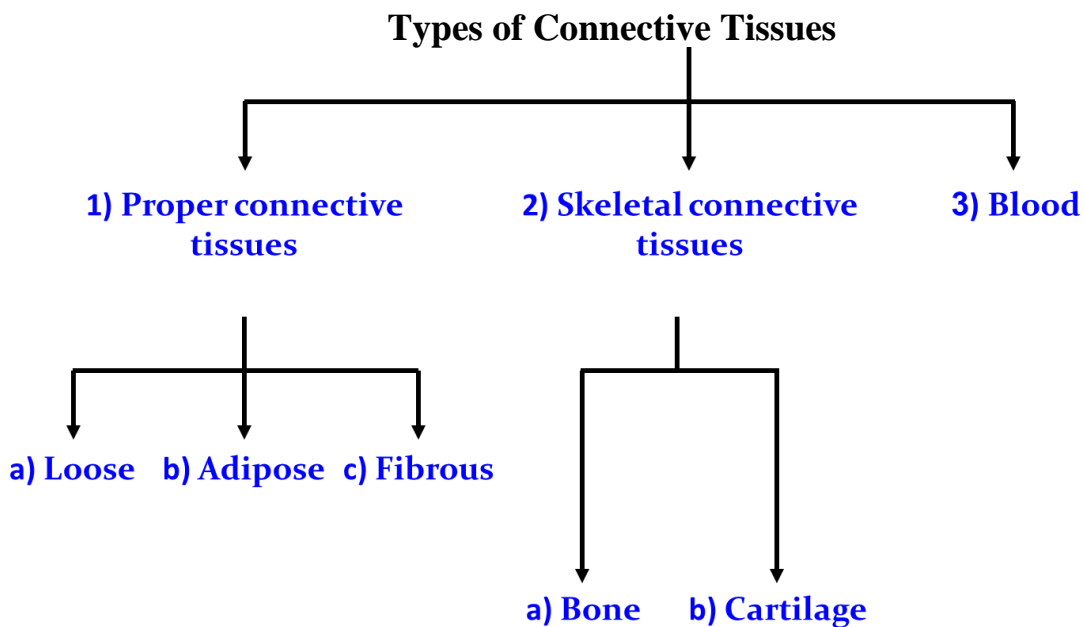 Types of Connective Tissues
1) Proper connective
tissues
2) Skeletal connective
tissues
3) Blood
a) Loose
b) Adipose
c) Fibrous
a) Bone
b) Cartilage